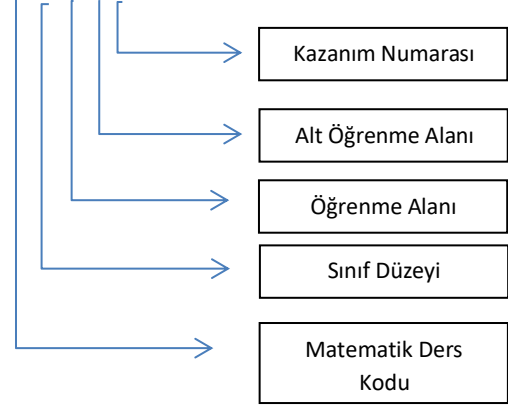 Kazanım Numarası
Alt Öğrenme Alanı
Öğrenme Alanı
Sınıf Düzeyi
Matematik Ders
Kodu